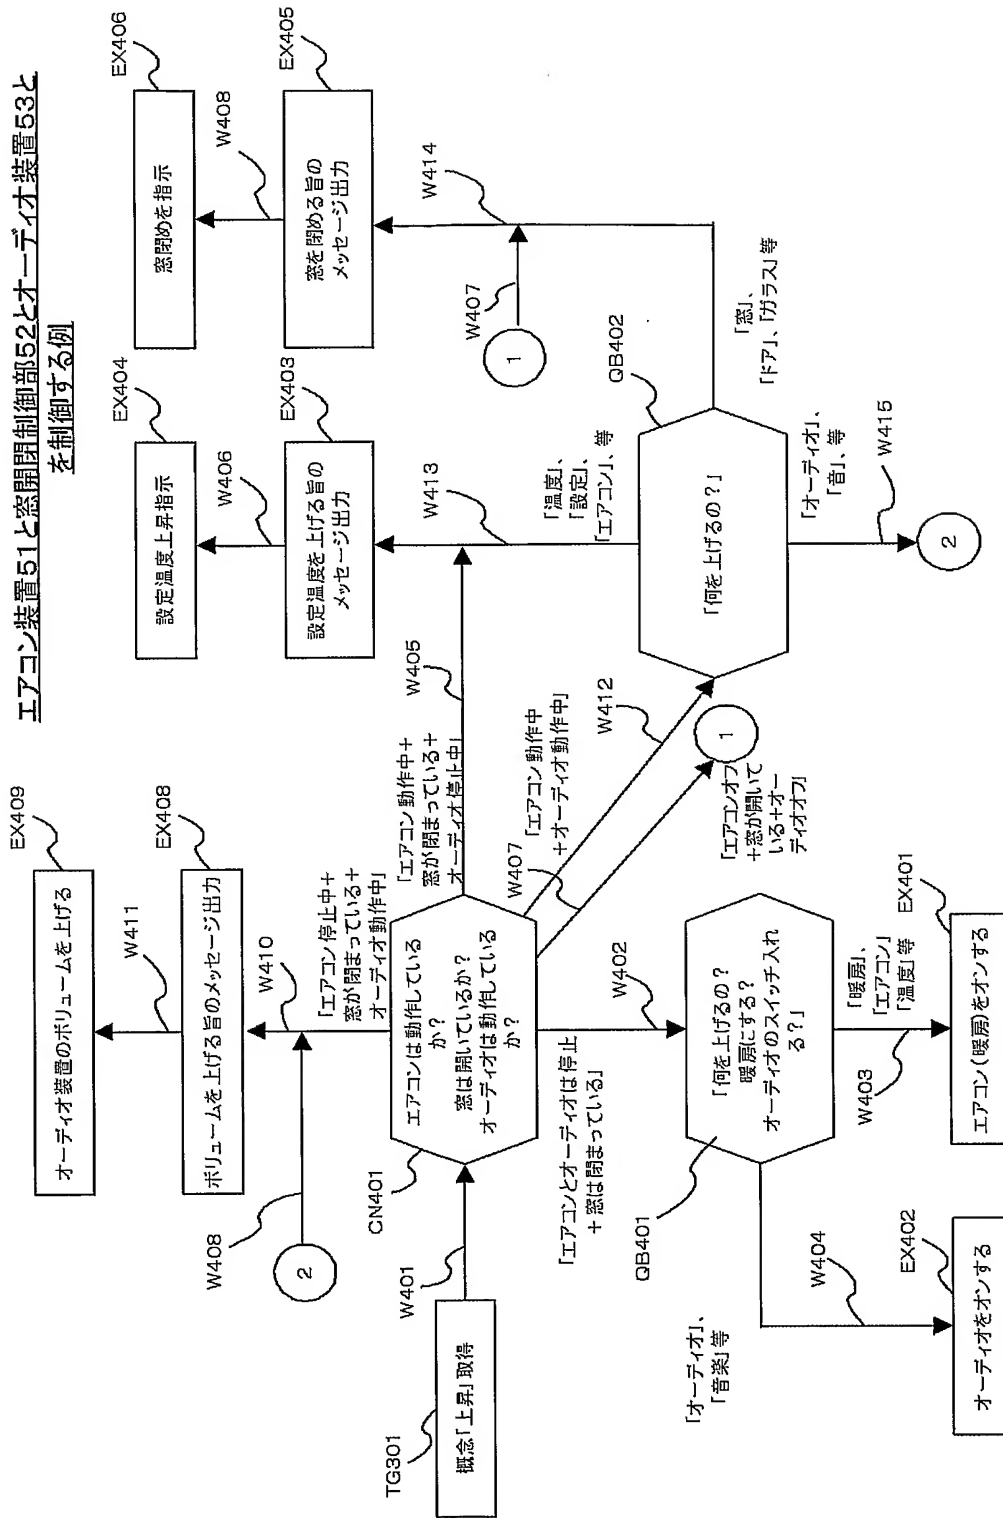 エアコン装置51と窓開閉制御部52とオーディオ装置53と
を制御する例
TG301
概念「上昇」取得
W401
CN401
エアコンは動作している
か?
窓は開いているか?
オーディオは動作している
か?
「エアコン停止中+
窓が閉まっている+
オーディオ動作中」
W410
W408
2
EX408
ボリュームを上げる旨のメッセージ出力
W411
EX409
オーディオ装置のボリュームを上げる
「エアコン動作中+
窓が閉まっている+
オーディオ停止中」
W405
「エアコン動作中
+オーディオ動作中」
W412
W407
1
「エアコンオフ
+窓が開いて
いる+オー
ディオオフ」
「エアコンとオーディオは停止
+窓は閉まっている」
W402
QB401
「何を上げるの?
暖房にする?
オーディオのスイッチ入れ
る?」
「オーディオ」、
「音楽」等
W404
EX402
オーディオをオンする
「暖房」、
「エアコン」
「温度」等
W403
EX401
エアコン(暖房)をオンする
QB402
「何を上げるの?」
「温度」、
「設定」、
「エアコン」、等
W413
EX403
設定温度を上げる旨の
メッセージ出力
W406
EX404
設定温度上昇指示
「窓」、
「ドア」、「ガラス」等
W414
W407
1
EX405
窓を閉める旨の
メッセージ出力
W408
EX406
窓閉めを指示
「オーディオ」、
「音」、等
W415
2